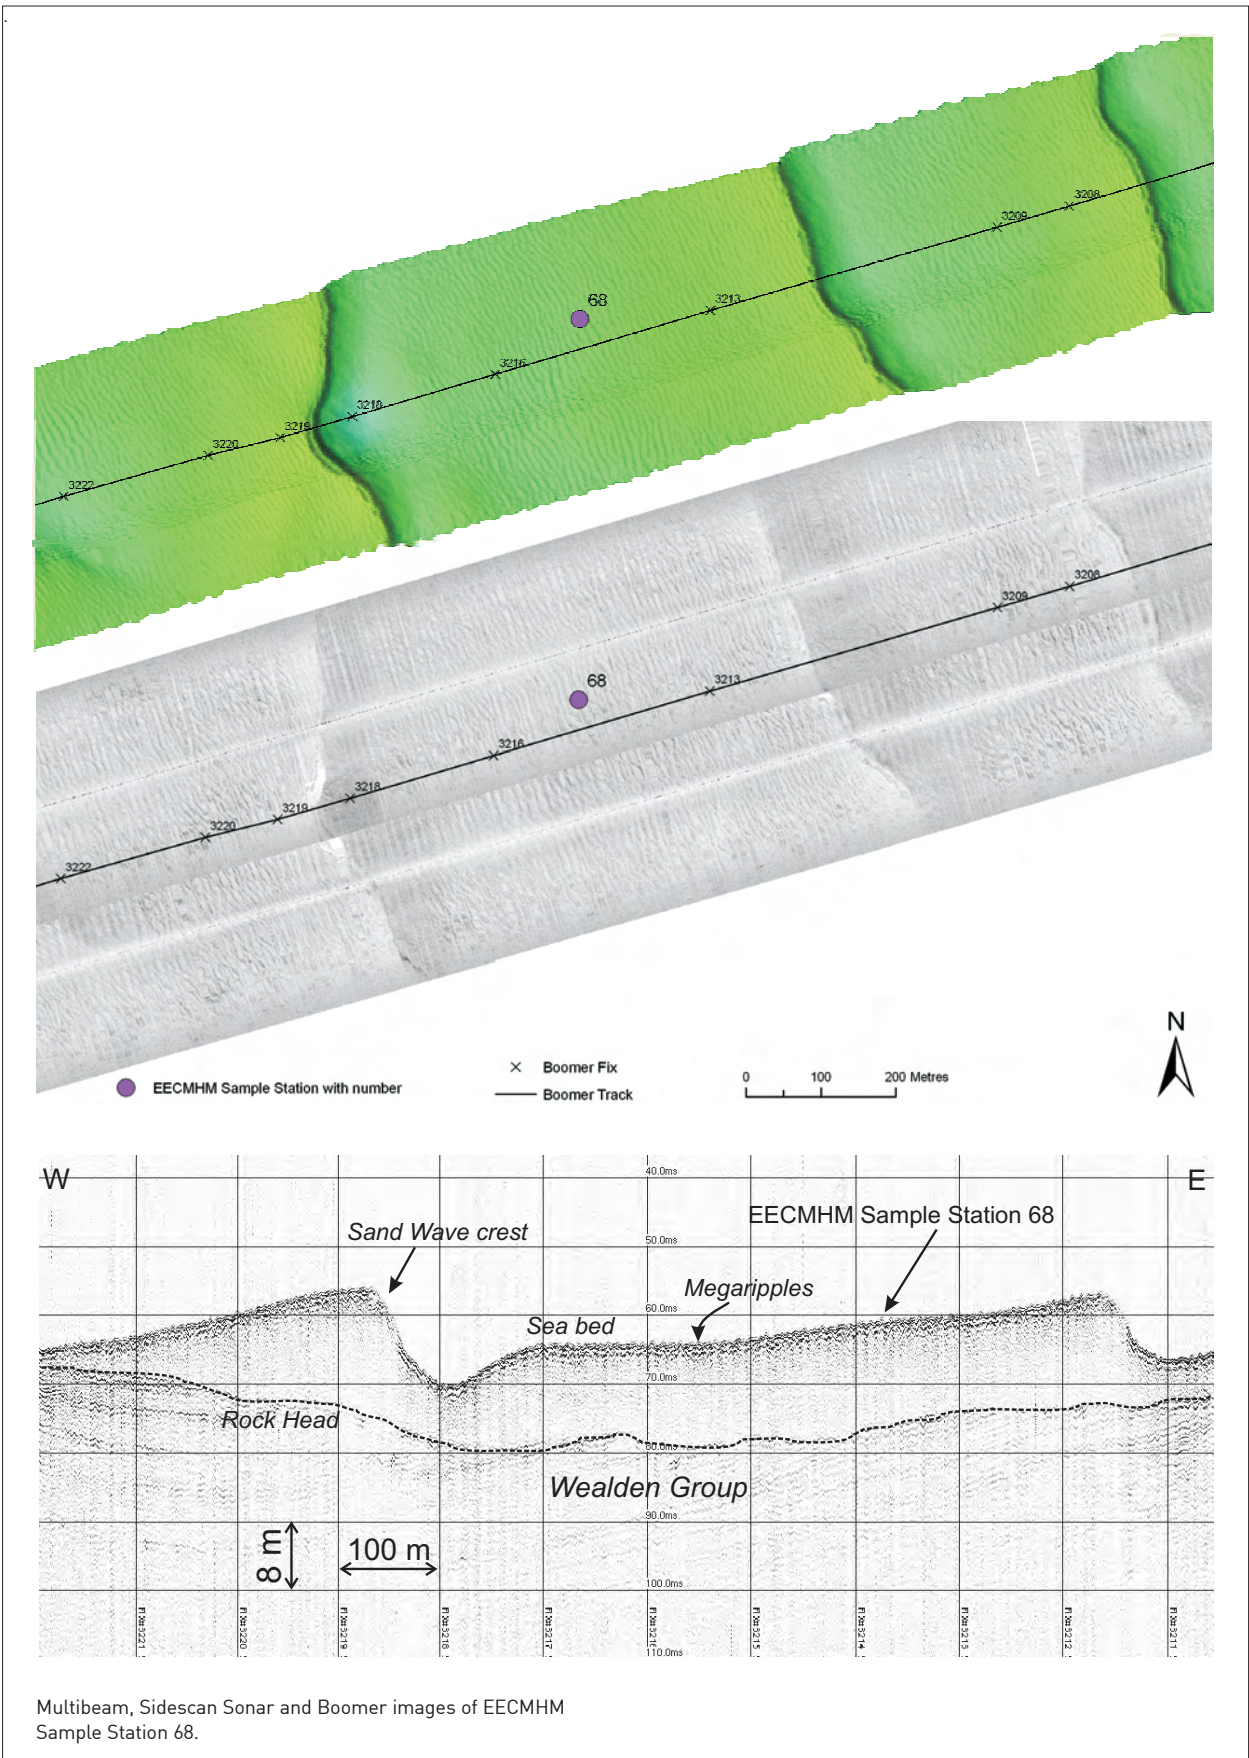 3208
3209
3213
68
3216
3218
3219
3220
3222
3208
3209
68
3213
3216
3218
3219
3220
3222
N
EECMHM Sample Station with number
Boomer Fix
Boomer Track
0 100 200 Metres
W
E
40.0ms
EECMHM Sample Station 68
Sand Wave crest
50.0ms
Megaripples
60.0ms
Sea bed
70.0ms
Rock Head
80.0ms
Wealden Group
90.0ms
8 m
100 m
100.0ms
110.0ms
Multibeam, Sidescan Sonar and Boomer images of EECMHM
Sample Station 68.